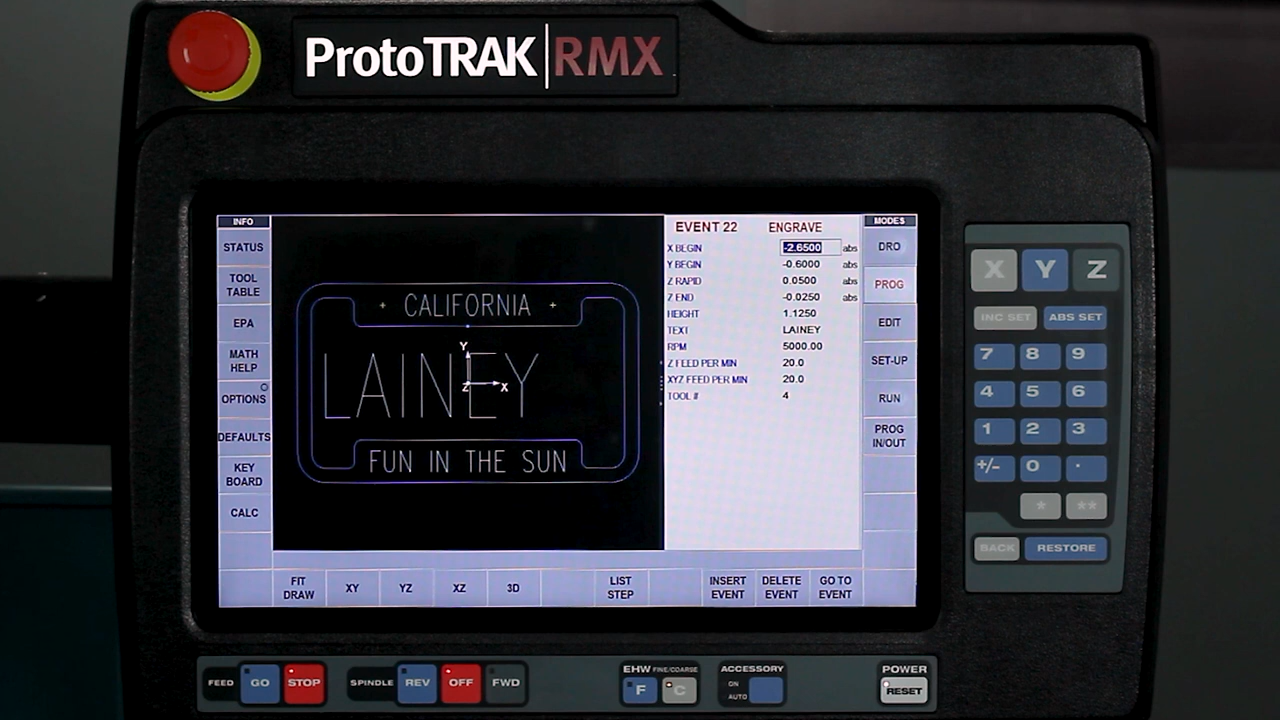 ProtoTRAK RMX
INFO
STATUS
TOOL
TABLE
EPA
MATH
HELP
OPTIONS
DEFAULTS
KEY
BOARD
CALC
+ CALIFORNIA +
LAINEY
Y
Z X
FUN IN THE SUN
EVENT 22 ENGRAVE
X BEGIN -2.6500 abs
Y BEGIN -0.6000 abs
Z RAPID 0.0500 abs
Z END -0.0250 abs
HEIGHT 1.1250
TEXT LAINEY
RPM 5000.00
Z FEED PER MIN 20.0
XYZ FEED PER MIN 20.0
TOOL # 4
MODES
DRO
PROG
EDIT
SET-UP
RUN
PROG
IN/OUT
FIT
DRAW
XY
YZ
XZ
3D
LIST
STEP
INSERT
EVENT
DELETE
EVENT
GO TO
EVENT
X Y Z
INC SET ABS SET
7 8 9
4 5 6
1 2 3
+/- 0 .
* **
BACK RESTORE
FEED GO STOP
SPINDLE REV OFF FWD
EHW FINE/COARSE
F C
ACCESSORY
ON
AUTO
POWER
RESET